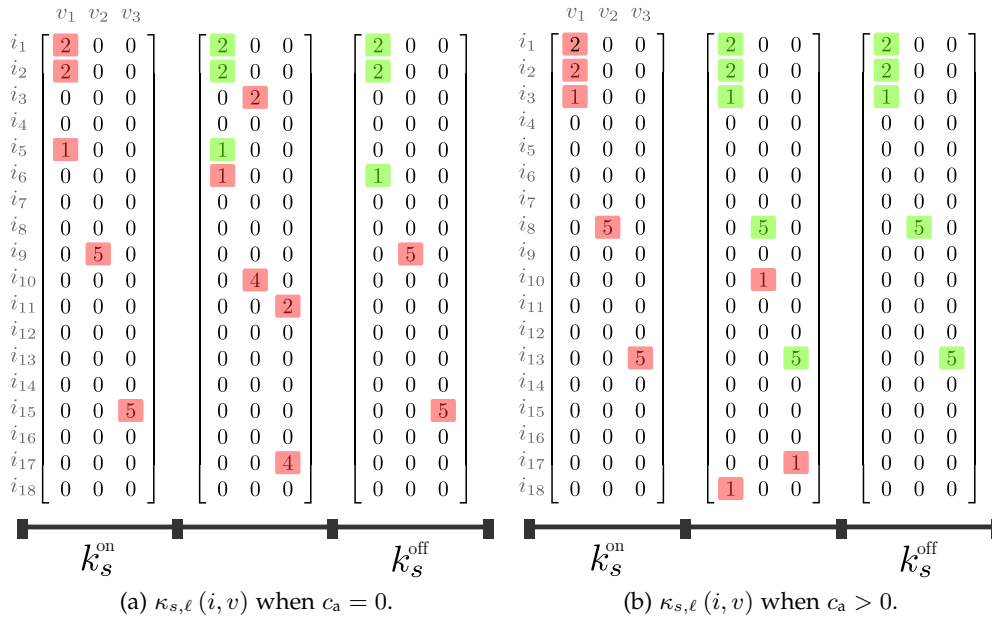 v₁ v₂ v₃ v₁ v₂ v₃
i₁ 2 0 0 2 0 0 2 0 0 i₁ 2 0 0 2 0 0 2 0 0
i₂ 2 0 0 2 0 0 2 0 0 i₂ 2 0 0 2 0 0 2 0 0
i₃ 0 0 0 0 2 0 0 0 0 i₃ 1 0 0 1 0 0 1 0 0
i₄ 0 0 0 0 0 0 0 0 0 i₄ 0 0 0 0 0 0 0 0 0
i₅ 1 0 0 1 0 0 0 0 0 i₅ 0 0 0 0 0 0 0 0 0
i₆ 0 0 0 1 0 0 1 0 0 i₆ 0 0 0 0 0 0 0 0 0
i₇ 0 0 0 0 0 0 0 0 0 i₇ 0 0 0 0 0 0 0 0 0
i₈ 0 0 0 0 0 0 0 0 0 i₈ 0 5 0 0 5 0 0 5 0
i₉ 0 5 0 0 0 0 0 5 0 i₉ 0 0 0 0 0 0 0 0 0
i₁₀ 0 0 0 0 4 0 0 0 0 i₁₀ 0 0 0 0 1 0 0 0 0
i₁₁ 0 0 0 0 0 2 0 0 0 i₁₁ 0 0 0 0 0 0 0 0 0
i₁₂ 0 0 0 0 0 0 0 0 0 i₁₂ 0 0 0 0 0 0 0 0 0
i₁₃ 0 0 0 0 0 0 0 0 0 i₁₃ 0 0 5 0 0 5 0 0 5
i₁₄ 0 0 0 0 0 0 0 0 0 i₁₄ 0 0 0 0 0 0 0 0 0
i₁₅ 0 0 5 0 0 0 0 0 5 i₁₅ 0 0 0 0 0 0 0 0 0
i₁₆ 0 0 0 0 0 0 0 0 0 i₁₆ 0 0 0 0 0 0 0 0 0
i₁₇ 0 0 0 0 0 4 0 0 0 i₁₇ 0 0 0 0 0 1 0 0 0
i₁₈ 0 0 0 0 0 0 0 0 0 i₁₈ 0 0 0 1 0 0 0 0 0
k_s^on k_s^off k_s^on k_s^off
(a) κ_{s,ℓ} (i, v) when c_a = 0. (b) κ_{s,ℓ} (i, v) when c_a > 0.